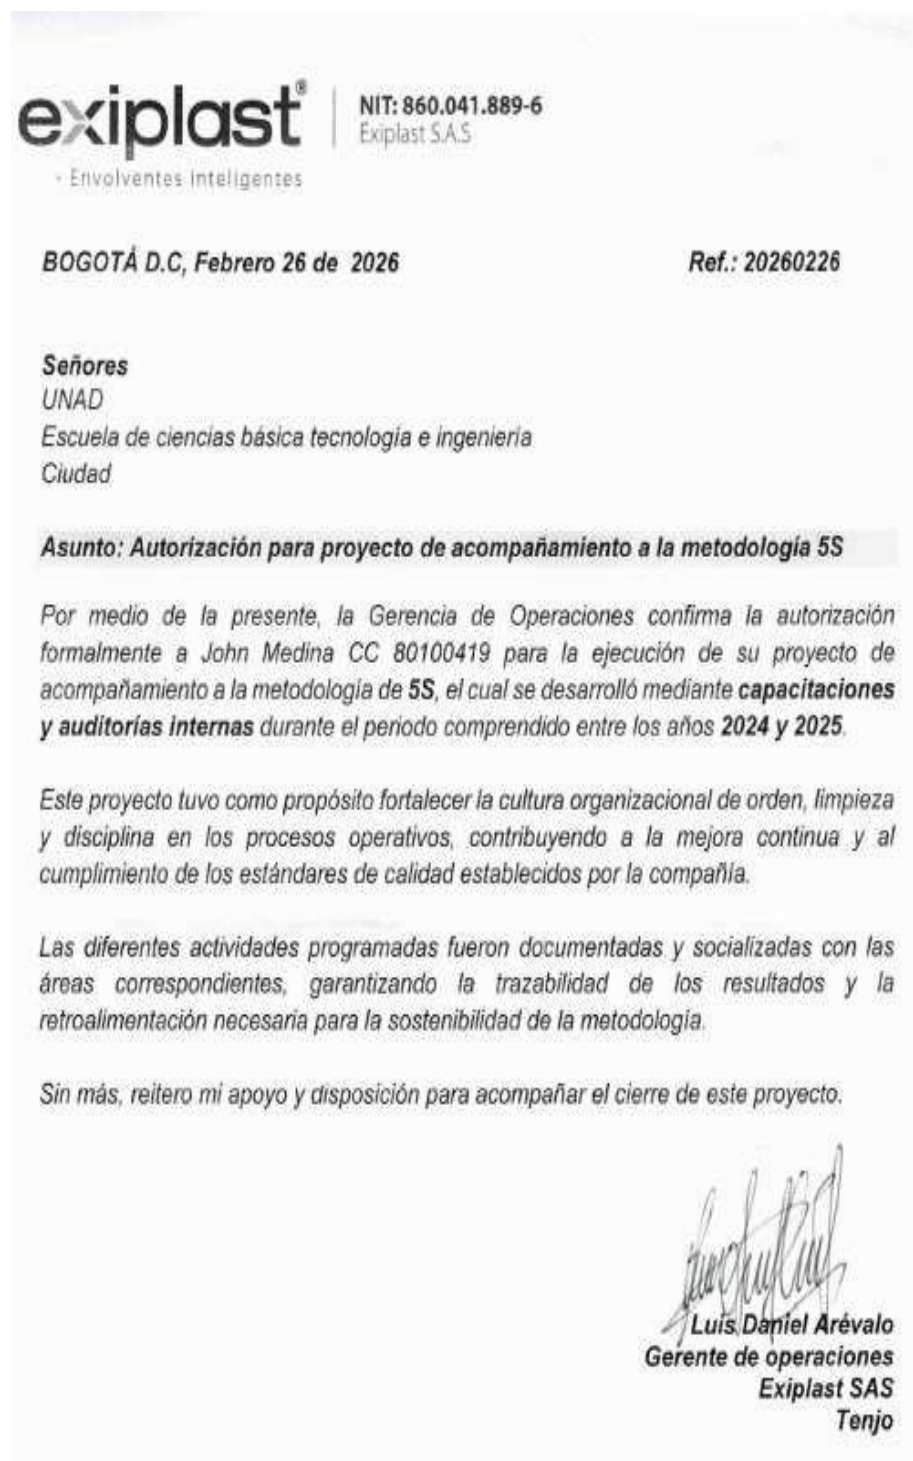 exiplast®
NIT: 860.041.889-6
Exiplast S.A.S
- Envolventes Inteligentes
BOGOTÁ D.C, Febrero 26 de 2026
Ref.: 20260226
Señores
UNAD
Escuela de ciencias básica tecnología e ingeniería
Ciudad
Asunto: Autorización para proyecto de acompañamiento a la metodología 5S
Por medio de la presente, la Gerencia de Operaciones confirma la autorización
formalmente a John Medina CC 80100419 para la ejecución de su proyecto de
acompañamiento a la metodología de 5S, el cual se desarrolló mediante capacitaciones
y auditorías internas durante el periodo comprendido entre los años 2024 y 2025.
Este proyecto tuvo como propósito fortalecer la cultura organizacional de orden, limpieza
y disciplina en los procesos operativos, contribuyendo a la mejora continua y al
cumplimiento de los estándares de calidad establecidos por la compañía.
Las diferentes actividades programadas fueron documentadas y socializadas con las
áreas correspondientes, garantizando la trazabilidad de los resultados y la
retroalimentación necesaria para la sostenibilidad de la metodología.
Sin más, reitero mi apoyo y disposición para acompañar el cierre de este proyecto.
Luis Daniel Arévalo
Gerente de operaciones
Exiplast SAS
Tenjo